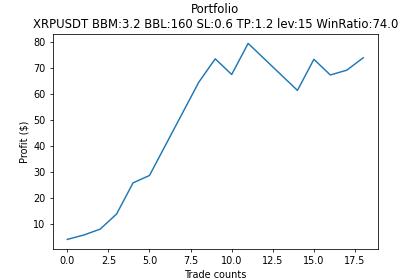 Portfolio
XRPUSDT BBM:3.2 BBL:160 SL:0.6 TP:1.2 lev:15 WinRatio:74.0
80
70
60
50
40
30
20
10
Profit ($)
0.0 2.5 5.0 7.5 10.0 12.5 15.0 17.5
Trade counts